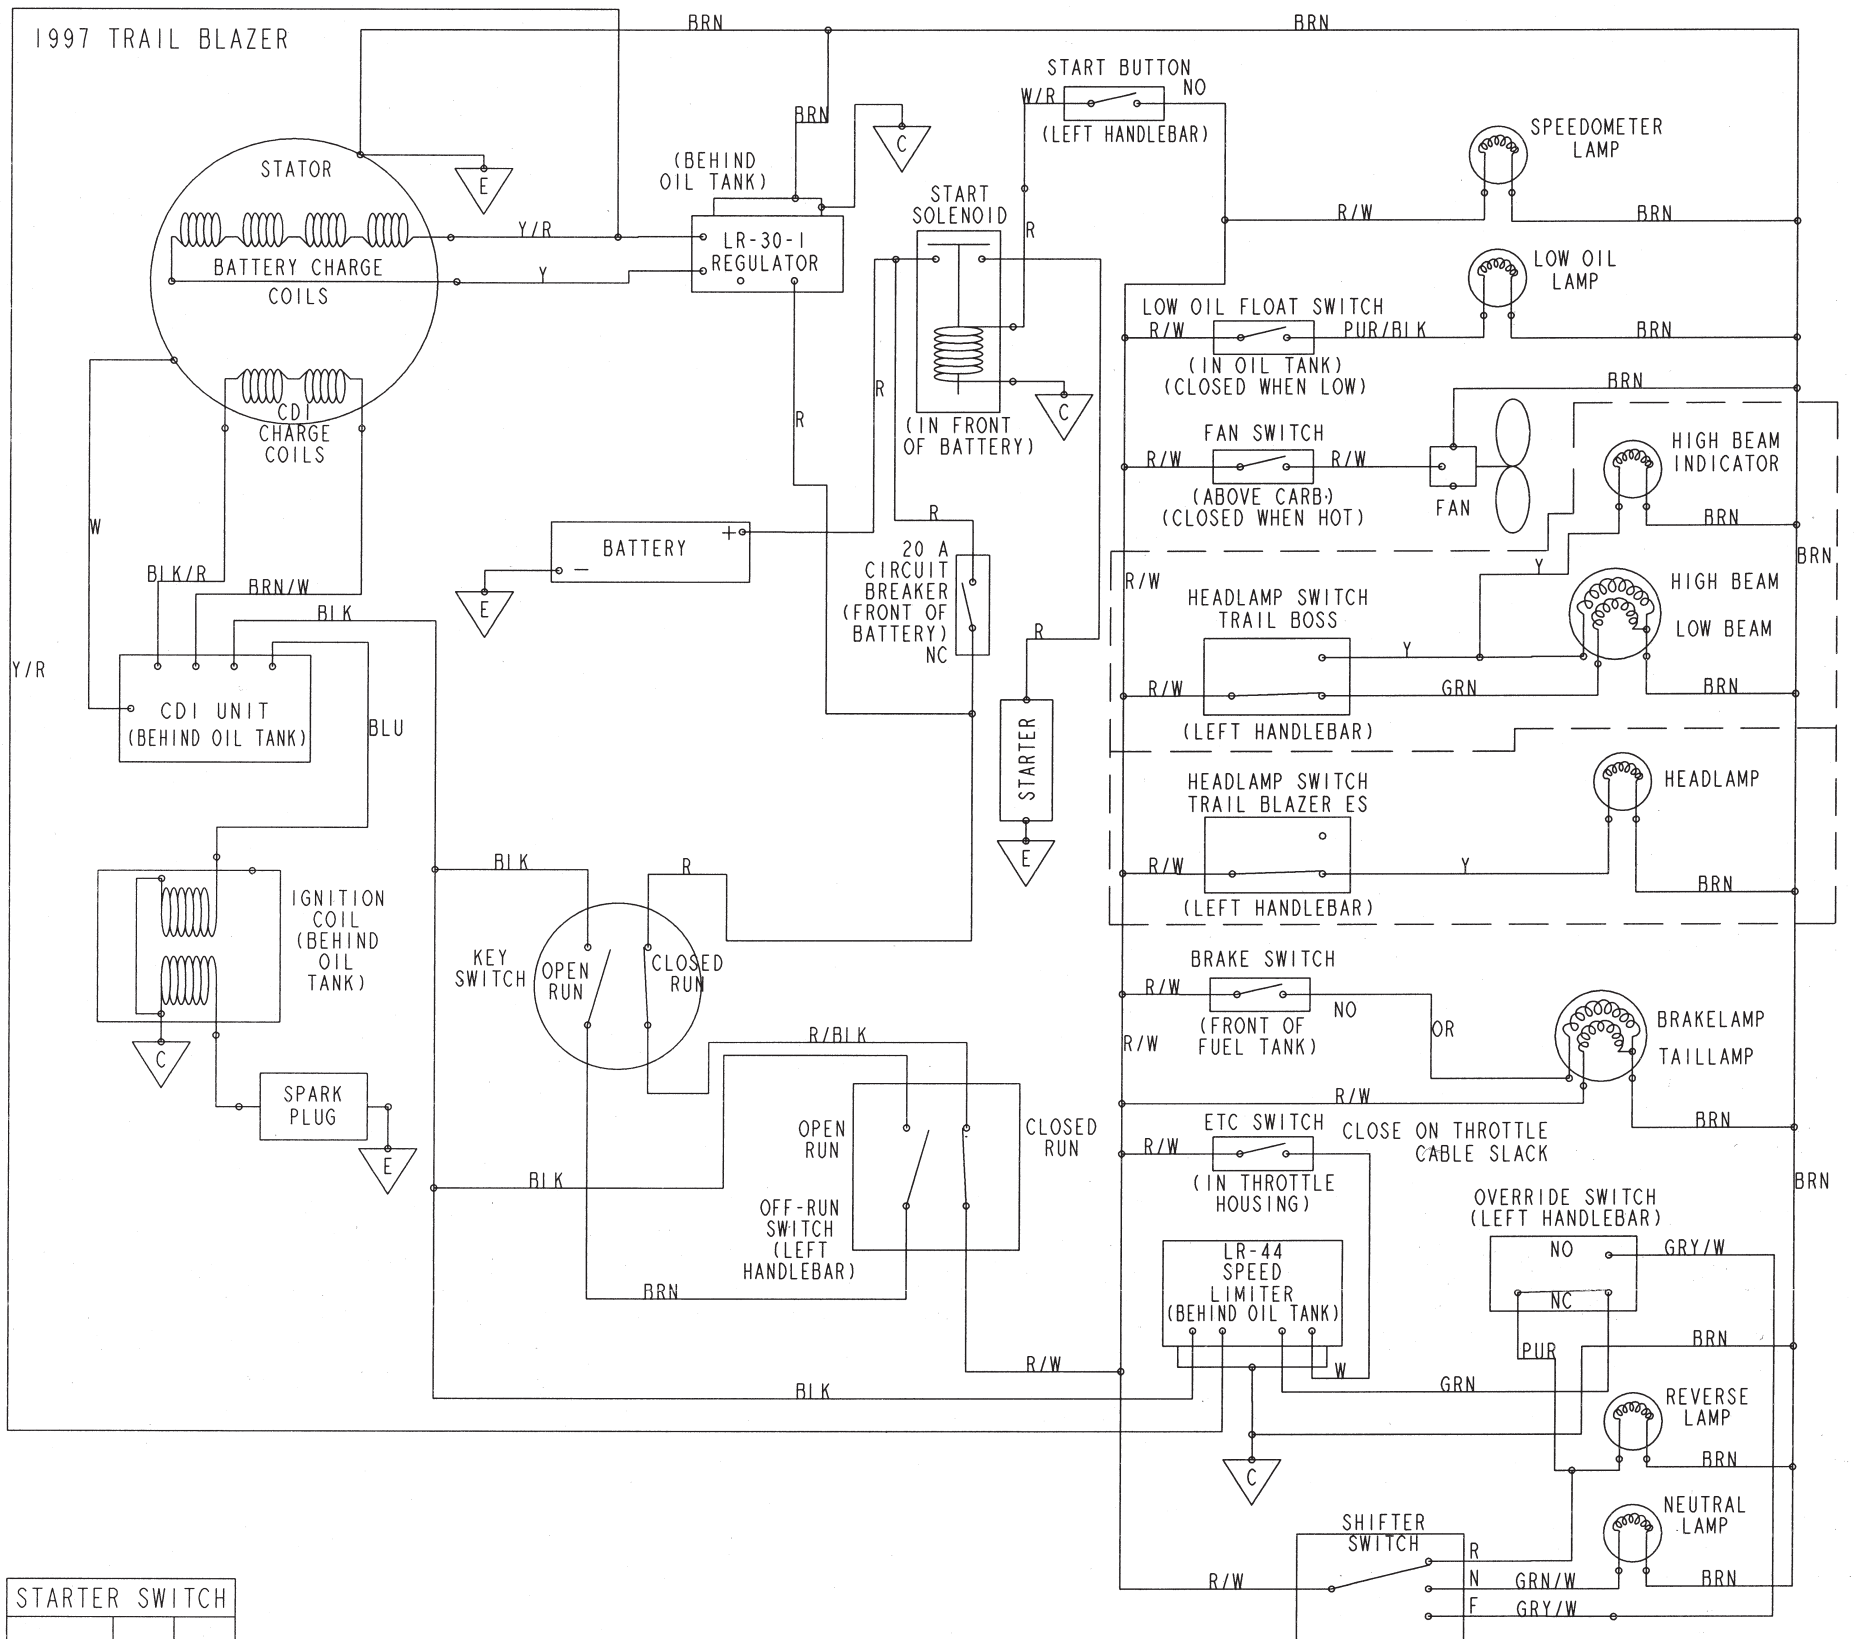 1997 TRAIL BLAZER
BRN
BRN
START BUTTON
W/R
NO
(LEFT HANDLEBAR)
BRN
C
SPEEDOMETER
LAMP
STATOR
E
(BEHIND
OIL TANK)
START
SOLENOID
R/W
BRN
Y/R
R
LR-30-1
REGULATOR
BATTERY CHARGE
COILS
Y
LOW OIL
LAMP
LOW OIL FLOAT SWITCH
R/W
PUR/BLK
BRN
(IN OIL TANK)
(CLOSED WHEN LOW)
R
R
C
(IN FRONT
OF BATTERY)
BRN
CDI
CHARGE
COILS
FAN SWITCH
R/W
R/W
(ABOVE CARB.)
(CLOSED WHEN HOT)
FAN
HIGH BEAM
INDICATOR
BRN
W
BATTERY
+
-
E
R
20 A
CIRCUIT
BREAKER
(FRONT OF
BATTERY)
NC
BRN
Y
R/W
BLK/R
BRN/W
BLK
HEADLAMP SWITCH
TRAIL BOSS
HIGH BEAM
LOW BEAM
R
Y
Y/R
R/W
GRN
BRN
CDI UNIT
(BEHIND OIL TANK)
BLU
(LEFT HANDLEBAR)
STARTER
HEADLAMP SWITCH
TRAIL BLAZER ES
HEADLAMP
E
BLK
R
R/W
Y
BRN
(LEFT HANDLEBAR)
IGNITION
COIL
(BEHIND
OIL
TANK)
KEY
SWITCH
OPEN
RUN
CLOSED
RUN
BRAKE SWITCH
R/W
NO
(FRONT OF
FUEL TANK)
OR
BRAKELAMP
TAILLAMP
R/BLK
R/W
C
SPARK
PLUG
R/W
BRN
OPEN
RUN
CLOSED
RUN
ETC SWITCH
CLOSE ON THROTTLE
CABLE SLACK
R/W
(IN THROTTLE
HOUSING)
E
BLK
BRN
OFF-RUN
SWITCH
(LEFT
HANDLEBAR)
OVERRIDE SWITCH
(LEFT HANDLEBAR)
LR-44
SPEED
LIMITER
(BEHIND OIL TANK)
NO
GRY/W
NC
BRN
BRN
PUR
R/W
W
BLK
GRN
REVERSE
LAMP
BRN
C
NEUTRAL
LAMP
SHIFTER
SWITCH
R
R/W
N
GRN/W
BRN
F
GRY/W
STARTER SWITCH